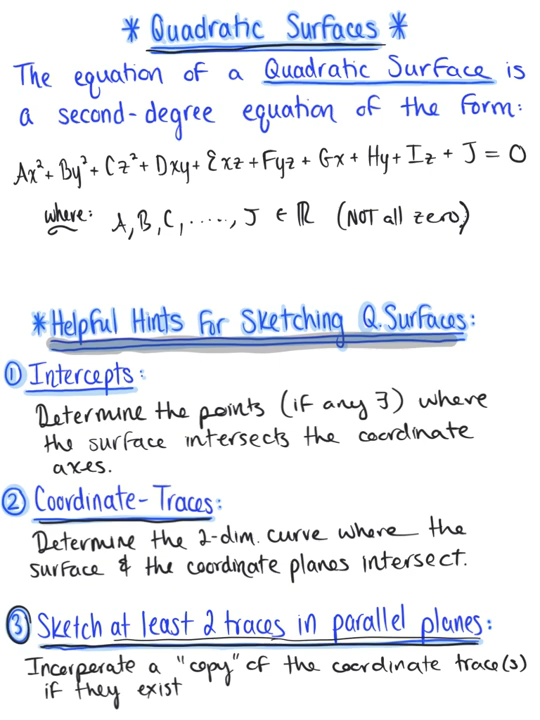 * Quadratic Surfaces *
The equation of a Quadratic Surface is
a second-degree equation of the form:
Ax² + By² + Cz² + Dxy + Exz + Fyz + Gx + Hy + Iz + J = 0
where: A, B, C, ....., J ∈ ℝ (NOT all zero)
* Helpful Hints For Sketching Q. Surfaces:
① Intercepts:
Determine the points (if any ∃) where
the surface intersects the coordinate
axes.
② Coordinate-Traces:
Determine the 2-dim. curve where the
surface & the coordinate planes intersect.
③ Sketch at least 2 traces in parallel planes:
Incorperate a "copy" of the coordinate trace(s)
if they exist